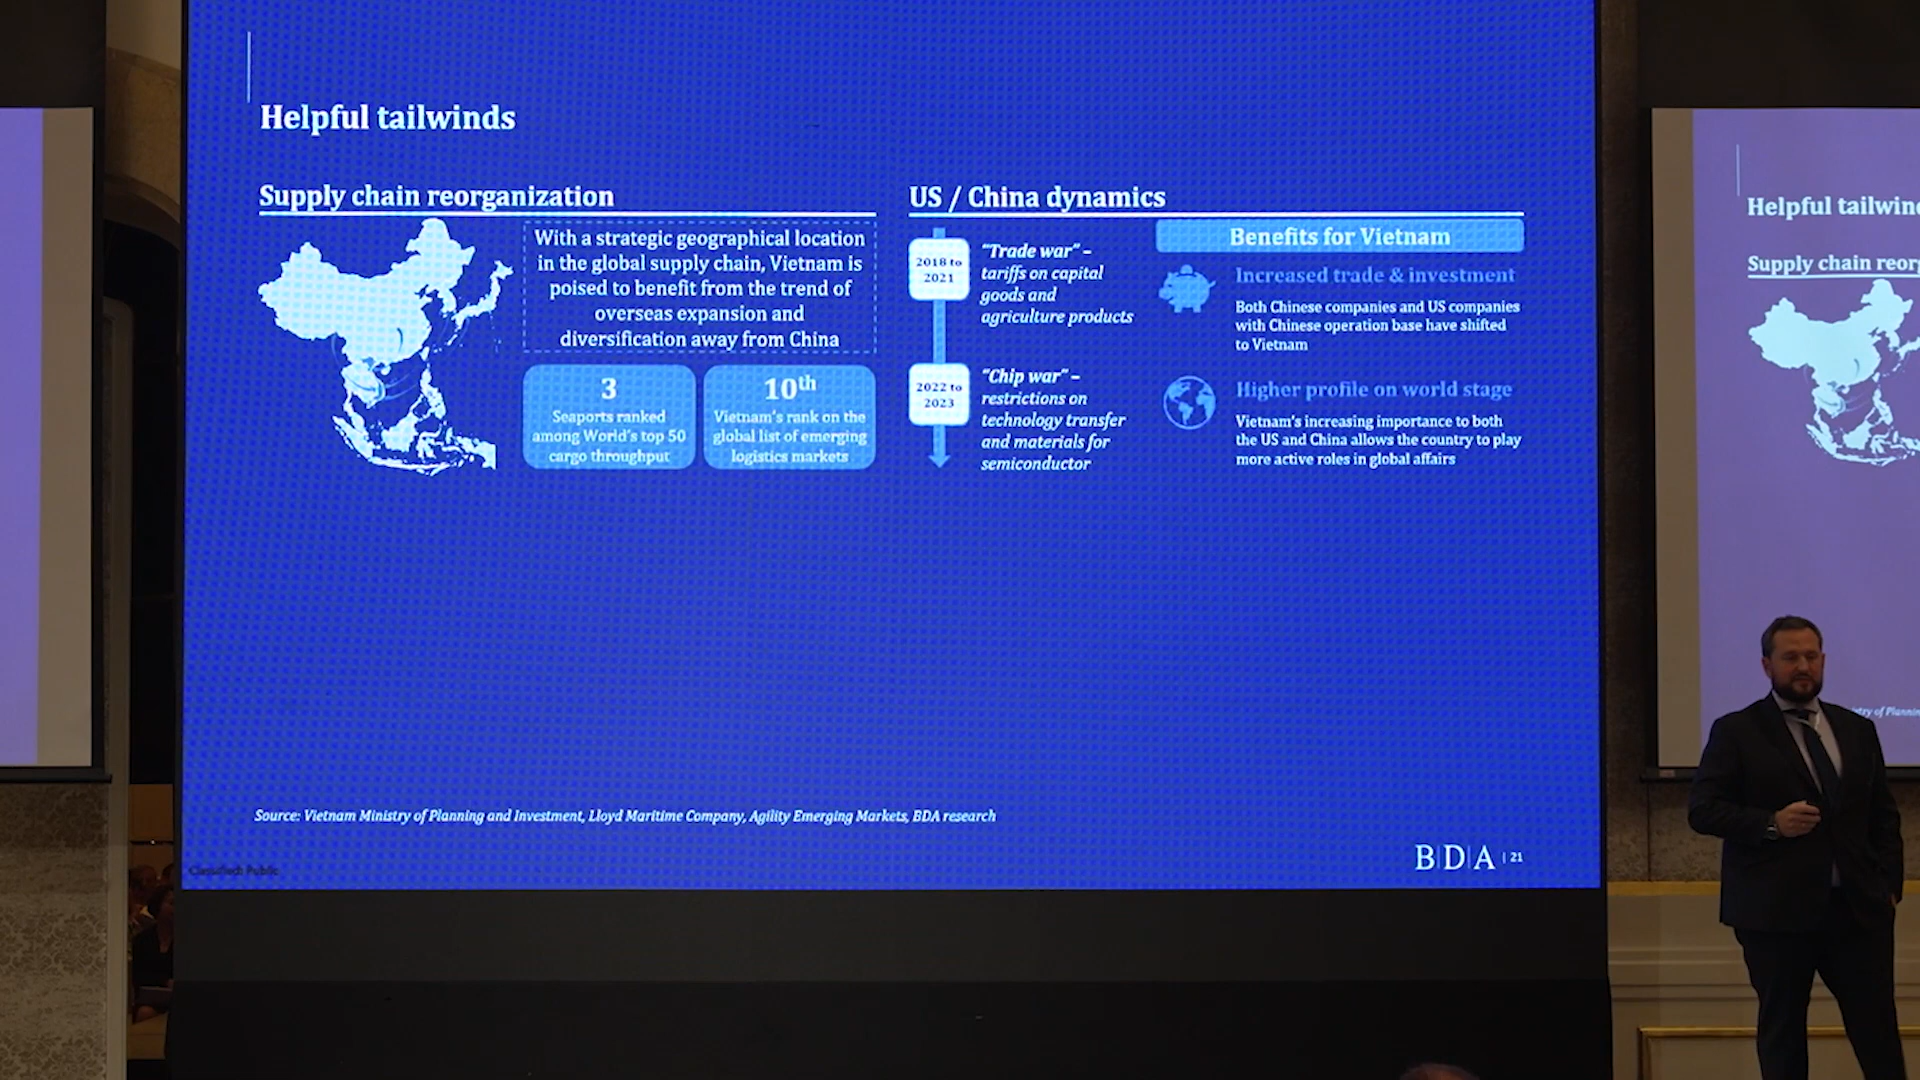 Helpful tailwinds
Supply chain reorganization
With a strategic geographical location
in the global supply chain, Vietnam is
poised to benefit from the trend of
overseas expansion and
diversification away from China
3
Seaports ranked
among World's top 50
cargo throughput
10th
Vietnam's rank on the
global list of emerging
logistics markets
US / China dynamics
2018 to
2021
"Trade war" –
tariffs on capital
goods and
agriculture products
2022 to
2023
"Chip war" –
restrictions on
technology transfer
and materials for
semiconductor
Benefits for Vietnam
Increased trade & investment
Both Chinese companies and US companies
with Chinese operation base have shifted
to Vietnam
Higher profile on world stage
Vietnam's increasing importance to both
the US and China allows the country to play
more active roles in global affairs
Source: Vietnam Ministry of Planning and Investment, Lloyd Maritime Company, Agility Emerging Markets, BDA research
Classified: Public
B|D|A | 21
Helpful tailwin
Supply chain reor
istry of Plannin